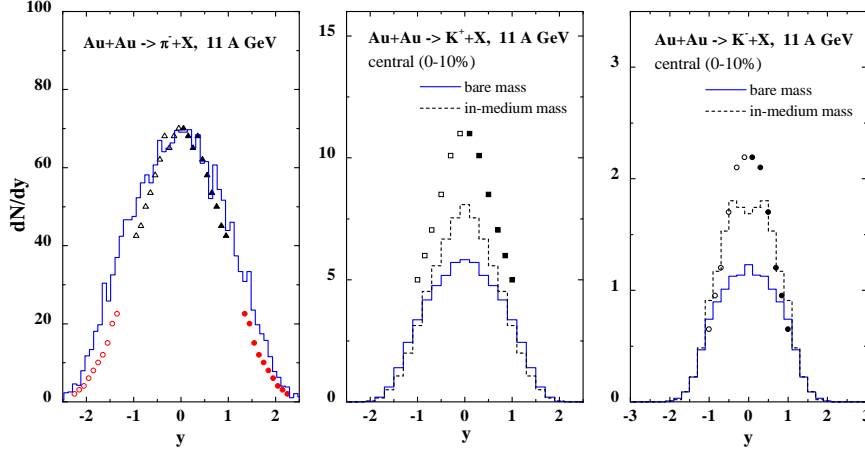 Au+Au -> π⁻+X, 11 A GeV
100
80
60
40
20
0
dN/dy
-2 -1 0 1 2
y
Au+Au -> K⁺+X, 11 A GeV
central (0-10%)
bare mass
in-medium mass
15
10
5
0
-2 -1 0 1 2
y
Au+Au -> K⁻+X, 11 A GeV
central (0-10%)
bare mass
in-medium mass
3
2
1
0
-3 -2 -1 0 1 2 3
y